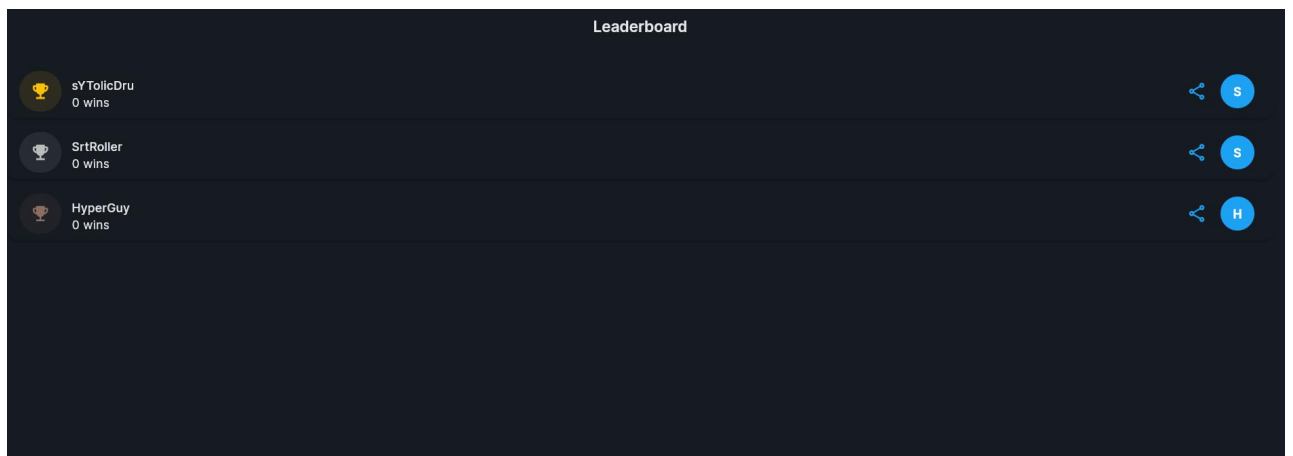 Leaderboard
sYTolicDru
0 wins
S
SrtRoller
0 wins
S
HyperGuy
0 wins
H